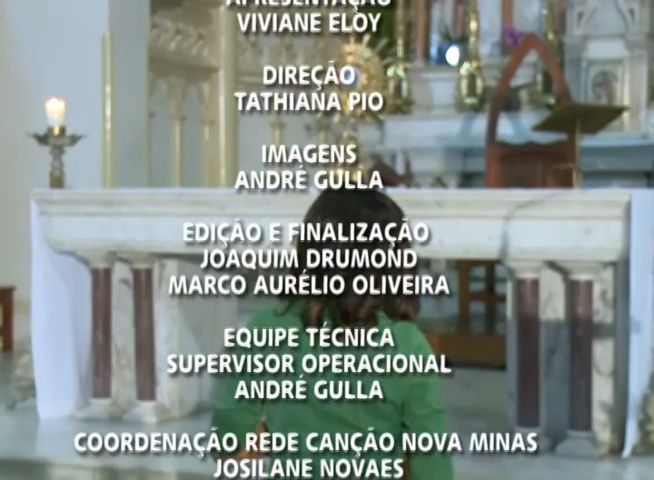 APRESENTAÇÃO
VIVIANE ELOY
DIREÇÃO
TATHIANA PIO
IMAGENS
ANDRÉ GULLA
EDIÇÃO E FINALIZAÇÃO
JOAQUIM DRUMOND
MARCO AURÉLIO OLIVEIRA
EQUIPE TÉCNICA
SUPERVISOR OPERACIONAL
ANDRÉ GULLA
COORDENAÇÃO REDE CANÇÃO NOVA MINAS
JOSILANE NOVAES